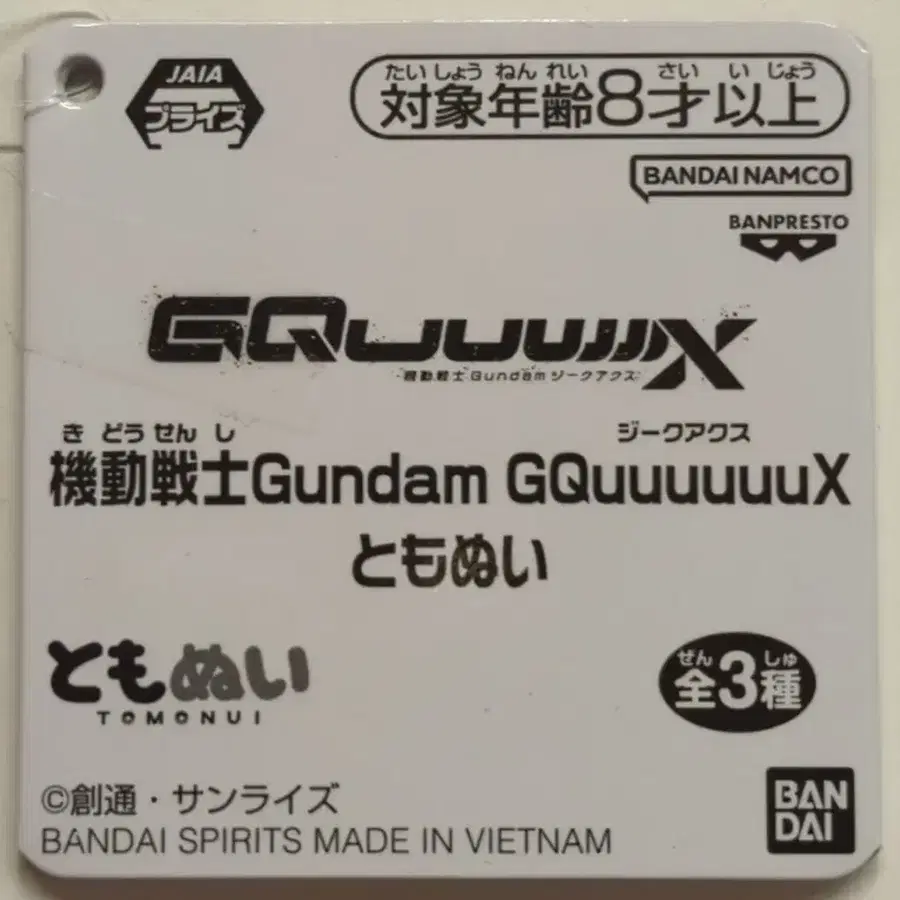 JAIA
プライズ
たいしょうねんれい さいいじょう
対象年齢8才以上
BANDAI NAMCO
BANPRESTO
GQuuuuuuX
機動戦士Gundamジークアクス
きどうせんし ジークアクス
機動戦士Gundam GQuuuuuuX
ともぬい
ともぬい
TOMONUI
ぜん しゅ
全3種
©創通・サンライズ
BANDAI SPIRITS MADE IN VIETNAM
BAN
DAI